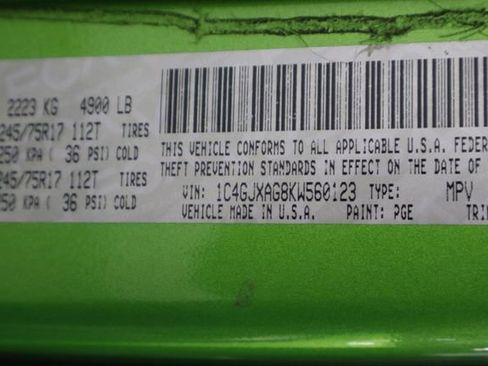 2223 KG 4900 LB
245/75R17 112T TIRES
250 KPA ( 36 PSI) COLD
245/75R17 112T TIRES
250 KPA ( 36 PSI) COLD
THIS VEHICLE CONFORMS TO ALL APPLICABLE U.S.A. FEDER
THEFT PREVENTION STANDARDS IN EFFECT ON THE DATE OF
VIN: 1C4GJXAG8KW560123 TYPE: MPV
VEHICLE MADE IN U.S.A. PAINT: PGE TRI